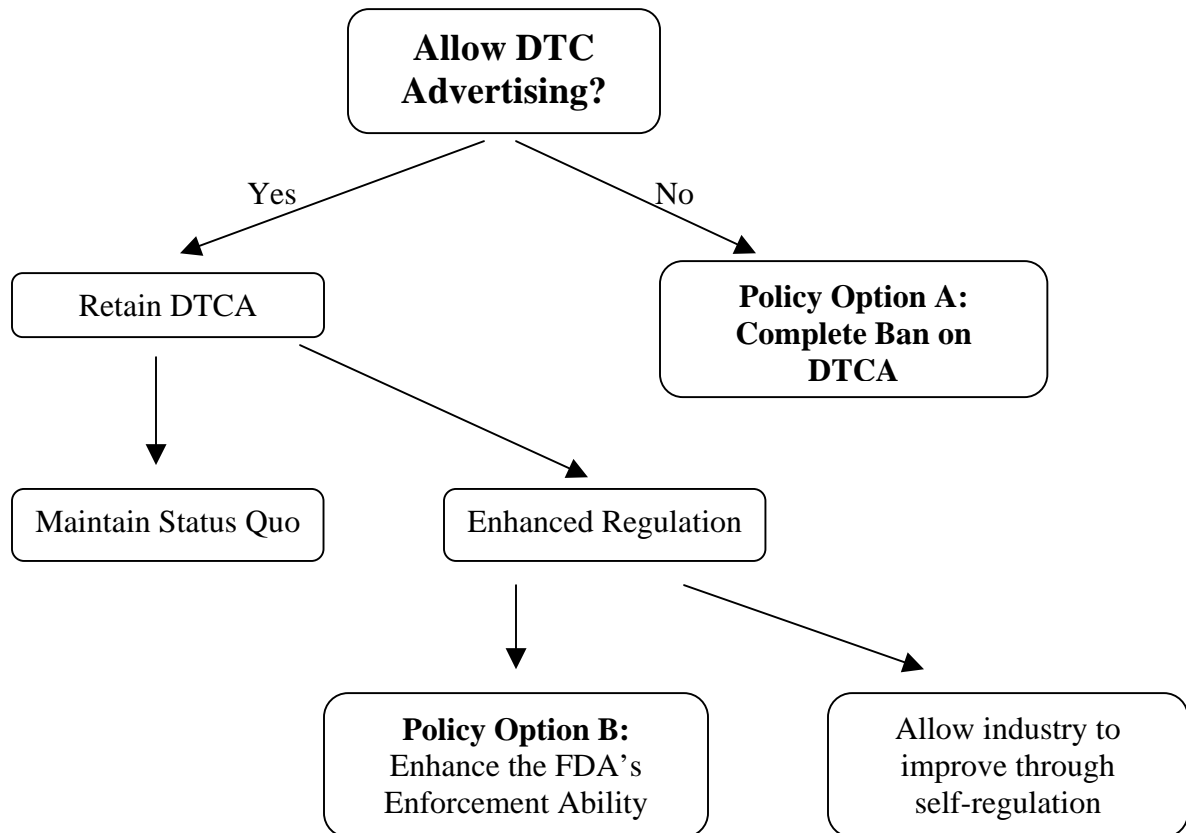 Allow DTC
Advertising?
Yes
No
Retain DTCA
Policy Option A:
Complete Ban on
DTCA
Maintain Status Quo
Enhanced Regulation
Policy Option B:
Enhance the FDA’s
Enforcement Ability
Allow industry to
improve through
self-regulation